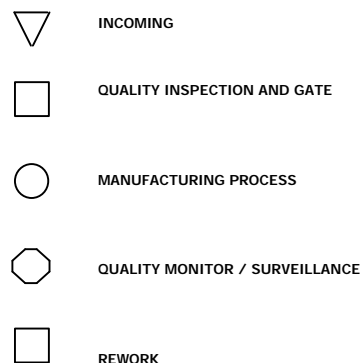 INCOMING
QUALITY INSPECTION AND GATE
MANUFACTURING PROCESS
QUALITY MONITOR / SURVEILLANCE
REWORK